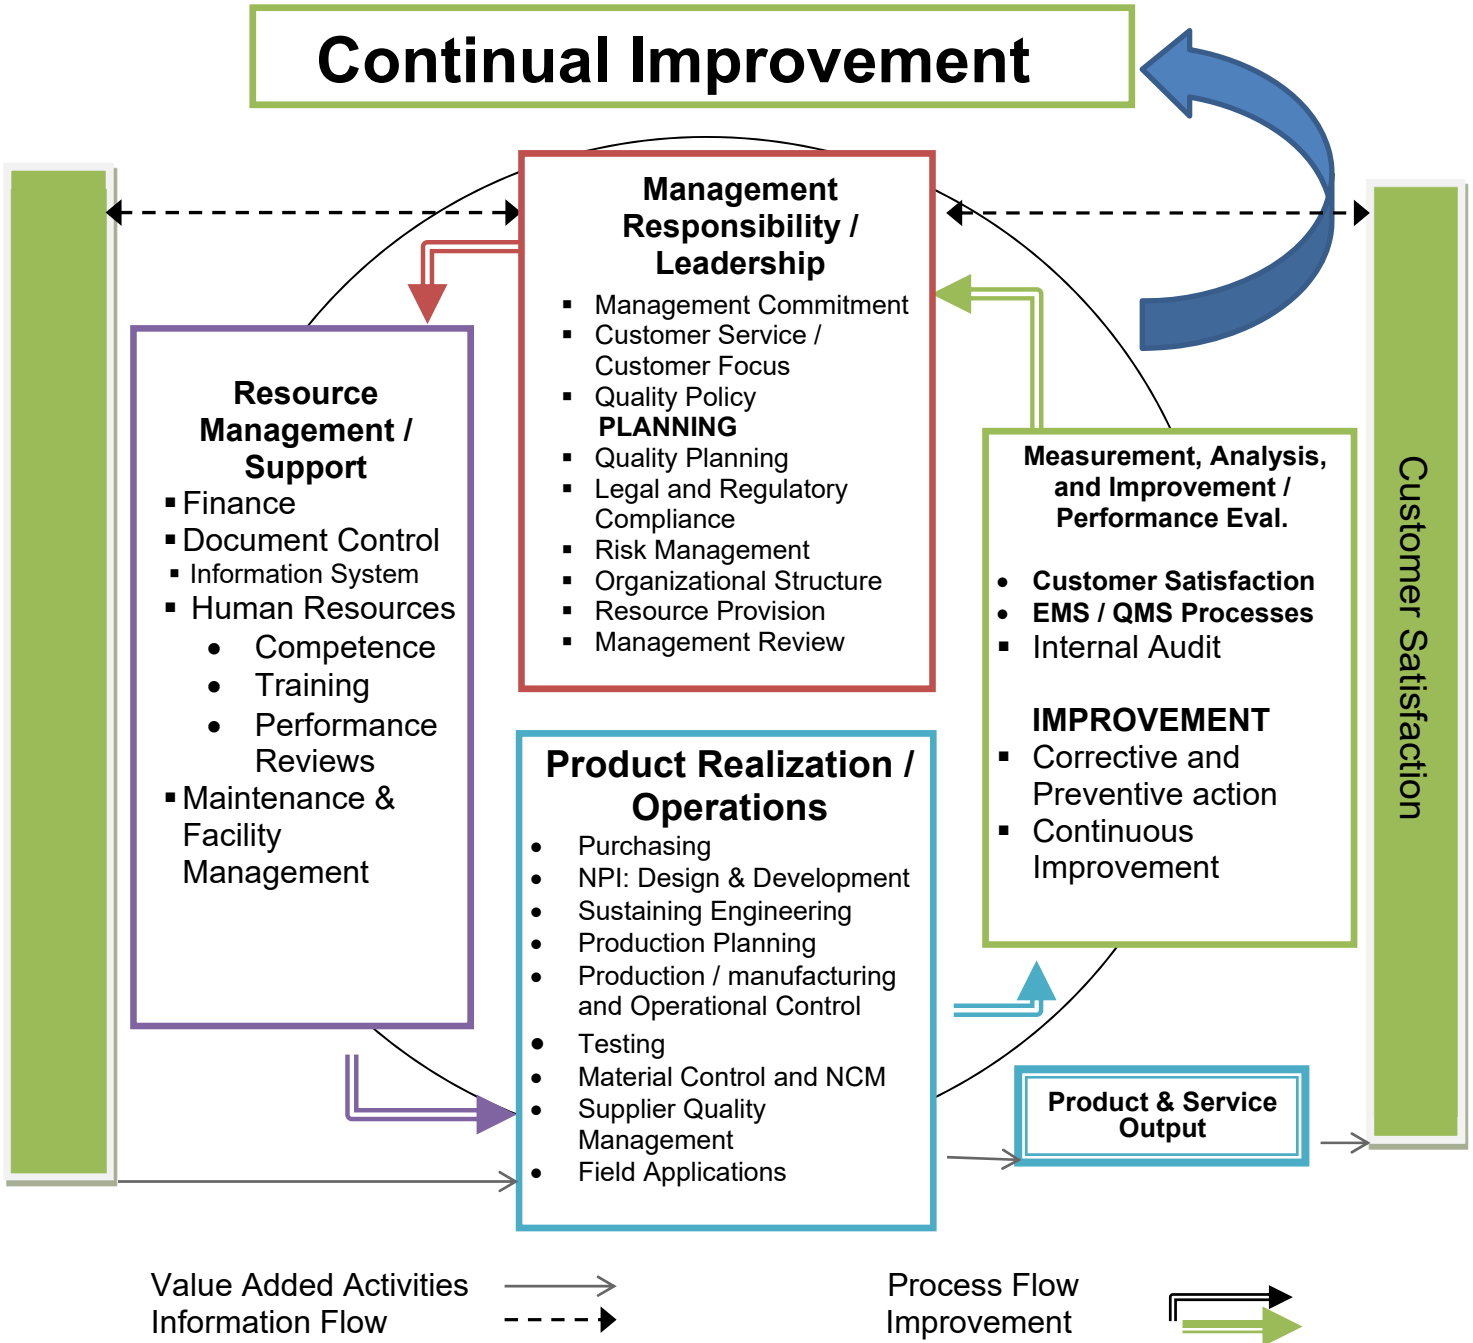 Continual Improvement
Management
Responsibility /
Leadership
▪ Management Commitment
▪ Customer Service /
Customer Focus
▪ Quality Policy
PLANNING
▪ Quality Planning
▪ Legal and Regulatory
Compliance
▪ Risk Management
▪ Organizational Structure
▪ Resource Provision
▪ Management Review
Resource
Management /
Support
▪ Finance
▪ Document Control
▪ Information System
▪ Human Resources
• Competence
• Training
• Performance
Reviews
▪ Maintenance &
Facility
Management
Measurement, Analysis,
and Improvement /
Performance Eval.
• Customer Satisfaction
• EMS / QMS Processes
▪ Internal Audit
IMPROVEMENT
▪ Corrective and
Preventive action
▪ Continuous
Improvement
Customer Satisfaction
Product Realization /
Operations
• Purchasing
• NPI: Design & Development
• Sustaining Engineering
• Production Planning
• Production / manufacturing
and Operational Control
• Testing
• Material Control and NCM
• Supplier Quality
Management
• Field Applications
Product & Service
Output
Value Added Activities
Information Flow
Process Flow
Improvement